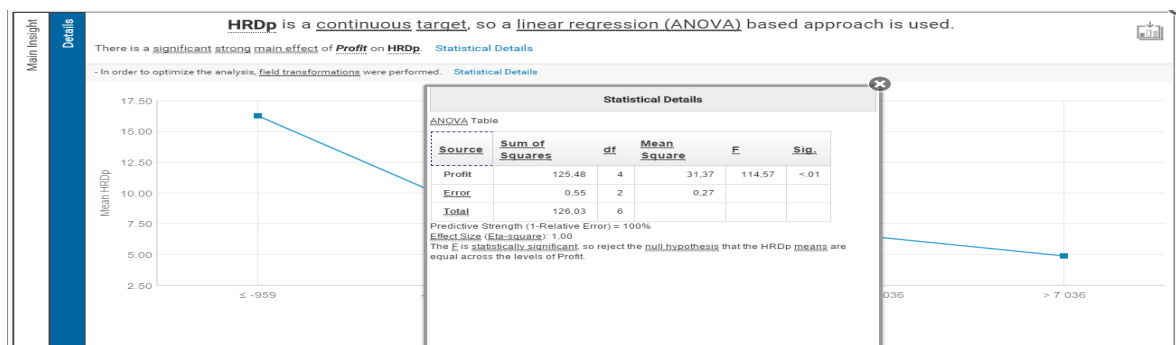 Main Insight
Details
HRDp is a continuous target, so a linear regression (ANOVA) based approach is used.
There is a significant strong main effect of Profit on HRDp. Statistical Details
- In order to optimize the analysis, field transformations were performed. Statistical Details
Statistical Details
ANOVA Table
Source Sum of Squares df Mean Square F Sig.
Profit 125,48 4 31,37 114,57 <.01
Error 0,55 2 0,27
Total 126,03 6
Predictive Strength (1-Relative Error) = 100%
Effect Size (Eta-square): 1,00
The F is statistically significant, so reject the null hypothesis that the HRDp means are
equal across the levels of Profit.
Mean HRDp
17.50
15.00
12.50
10.00
7.50
5.00
2.50
≤ -959
036
> 7 036